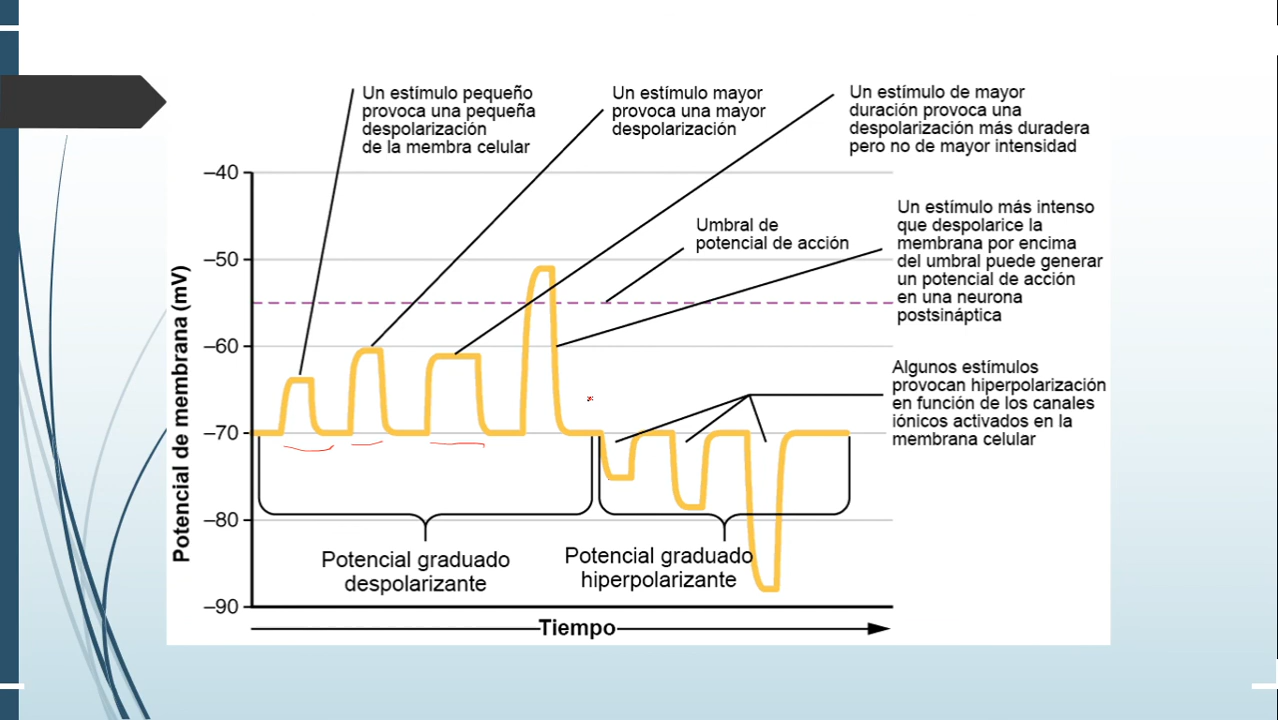 Un estímulo pequeño
provoca una pequeña
despolarización
de la membra celular
Un estímulo mayor
provoca una mayor
despolarización
Un estímulo de mayor
duración provoca una
despolarización más duradera
pero no de mayor intensidad
Umbral de
potencial de acción
Un estímulo más intenso
que despolarice la
membrana por encima
del umbral puede generar
un potencial de acción
en una neurona
postsináptica
Algunos estímulos
provocan hiperpolarización
en función de los canales
iónicos activados en la
membrana celular
Potencial de membrana (mV)
–40
–50
–60
–70
–80
–90
Potencial graduado
despolarizante
Potencial graduado
hiperpolarizante
Tiempo